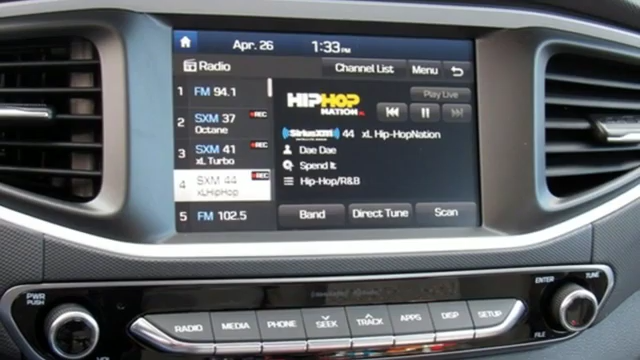 Apr. 26 1:33 PM
Radio Channel List Menu
1 FM 94.1
2 SXM 37 REC
Octane
3 SXM 41 REC
xL Turbo
4 SXM 44 REC
xLHipHop
5 FM 102.5
Play Live
HIPHOP
NATION
SiriusXM 44 xL Hip-HopNation
Dae Dae
Spend It
Hip-Hop/R&B
Band Direct Tune Scan
PWR
PUSH
VOL
RADIO MEDIA PHONE SEEK TRACK APPS DISP SETUP
ENTER TUNE
FILE